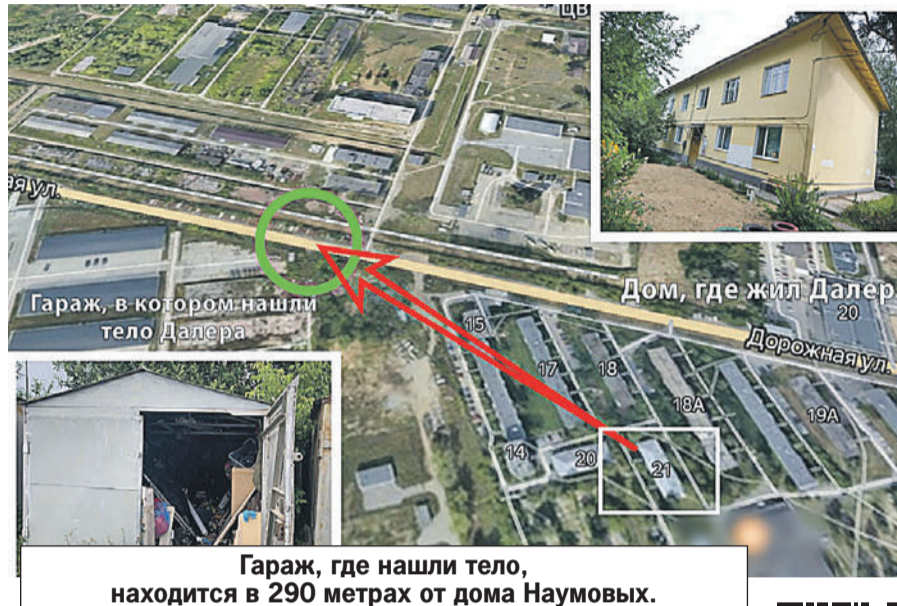 ЦВ
ая ул.
Гараж, в котором нашли
тело Далера
Дом, где жил Далер
20
Дорожная ул.
15
17
18
18А
19А
14
20
21
Гараж, где нашли тело,
находится в 290 метрах от дома Наумовых.